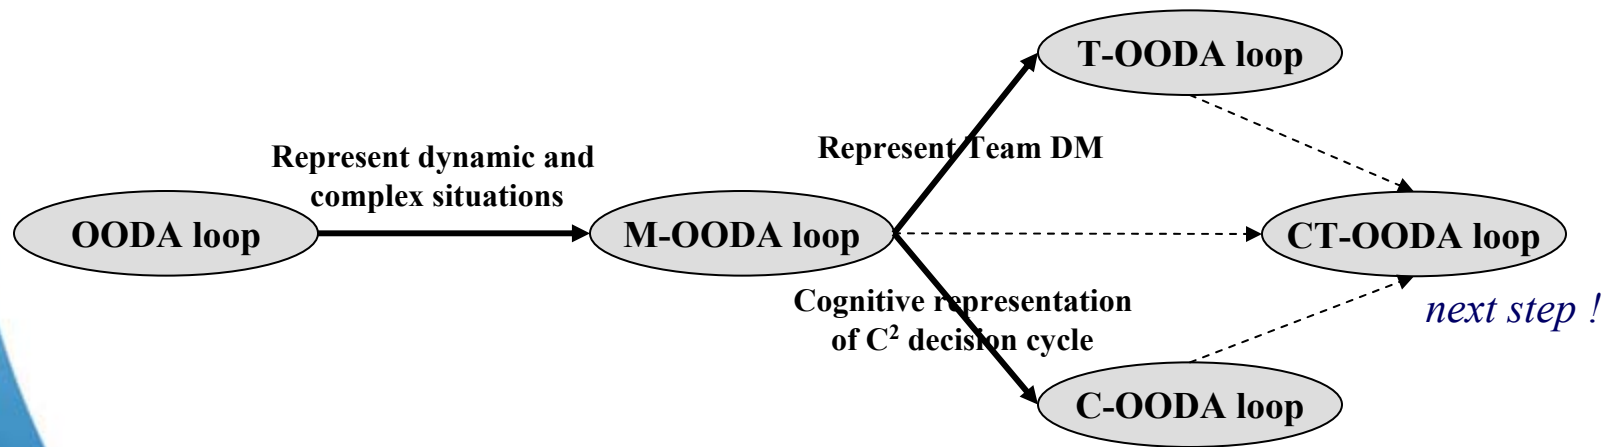 T-OODA loop
Represent Team DM
Represent dynamic and
complex situations
OODA loop
M-OODA loop
CT-OODA loop
Cognitive representation
of C² decision cycle
next step !
C-OODA loop